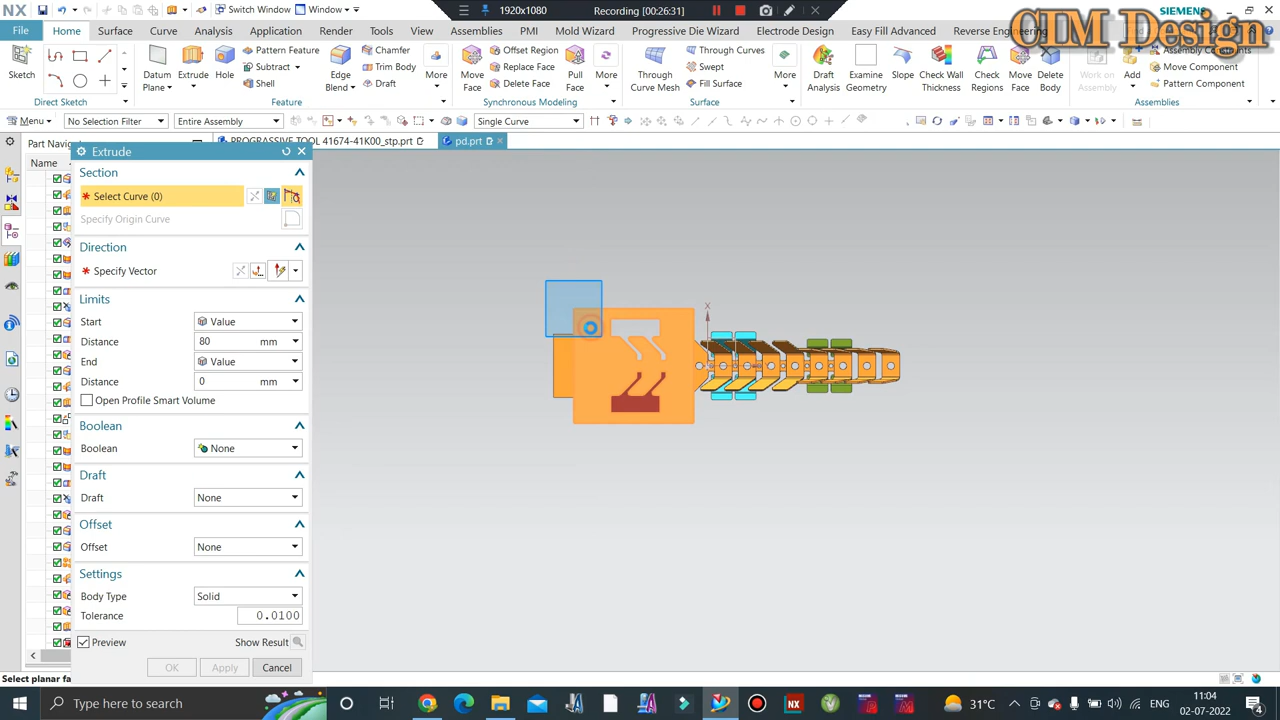 NX
Switch Window
Window
1920x1080
Recording [00:26:31]
SIEMENS
CIM Design
File
Home
Surface
Curve
Analysis
View
Render
Tools
Assemblies
PMI
Mold Wizard
Progressive Die Wizard
Electrode Design
Easy Fill Advanced
Reverse Engineering
Sketch
Direct Sketch
Datum Plane
Extrude
Hole
Pattern Feature
Subtract
Shell
Feature
Edge Blend
Chamfer
Trim Body
Draft
More
Move Face
Offset Region
Replace Face
Delete Face
Pull Face
More
Synchronous Modeling
Through Curve Mesh
Through Curves
Swept
Fill Surface
More
Surface
Draft Analysis
Examine Geometry
Slope
Check Wall Thickness
Check Regions
Move Face
Delete Body
Work on Assembly
Add
Assembly Constraints
Move Component
Pattern Component
Assemblies
Menu
No Selection Filter
Entire Assembly
Single Curve
Part Nav
PROGRESSIVE TOOL 41674-41K00_stp.prt
pd.prt
Name
Extrude
Section
* Select Curve (0)
Specify Origin Curve
Direction
* Specify Vector
Limits
Start
Value
Distance
80
mm
End
Value
Distance
0
mm
Open Profile Smart Volume
Boolean
Boolean
None
Draft
Draft
None
Offset
Offset
None
Settings
Body Type
Solid
Tolerance
0.0100
Preview
Show Result
OK
Apply
Cancel
X
Select planar fa
Type here to search
31°C
ENG
11:04
02-07-2022
4